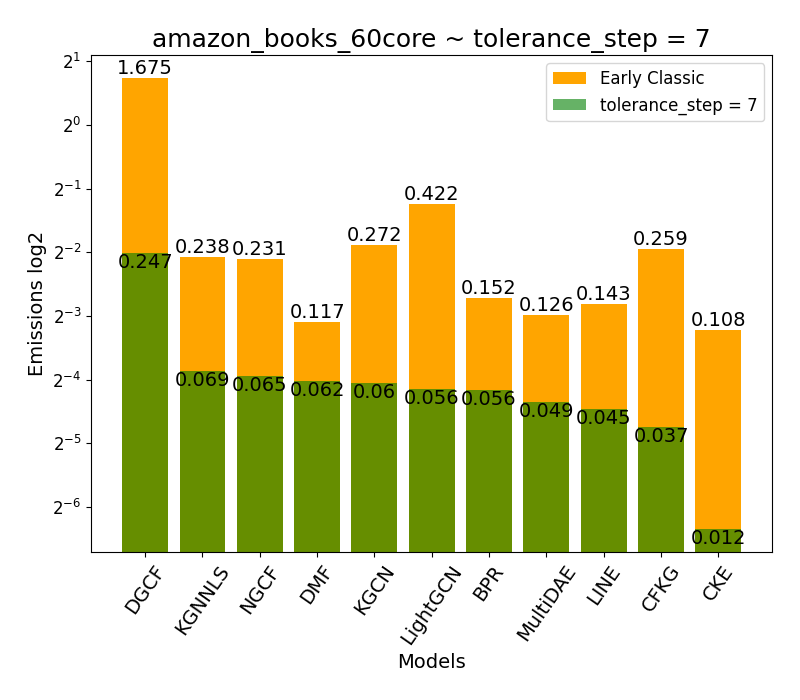 amazon_books_60core ~ tolerance_step = 7
Early Classic
tolerance_step = 7
Emissions log2
2^1
2^0
2^-1
2^-2
2^-3
2^-4
2^-5
2^-6
1.675
0.238
0.231
0.117
0.272
0.422
0.152
0.126
0.143
0.259
0.108
0.247
0.069
0.065
0.062
0.06
0.056
0.056
0.049
0.045
0.037
0.012
DGCF
KGNNLS
NGCF
DMF
KGCN
LightGCN
BPR
MultiDAE
LINE
CFKG
CKE
Models